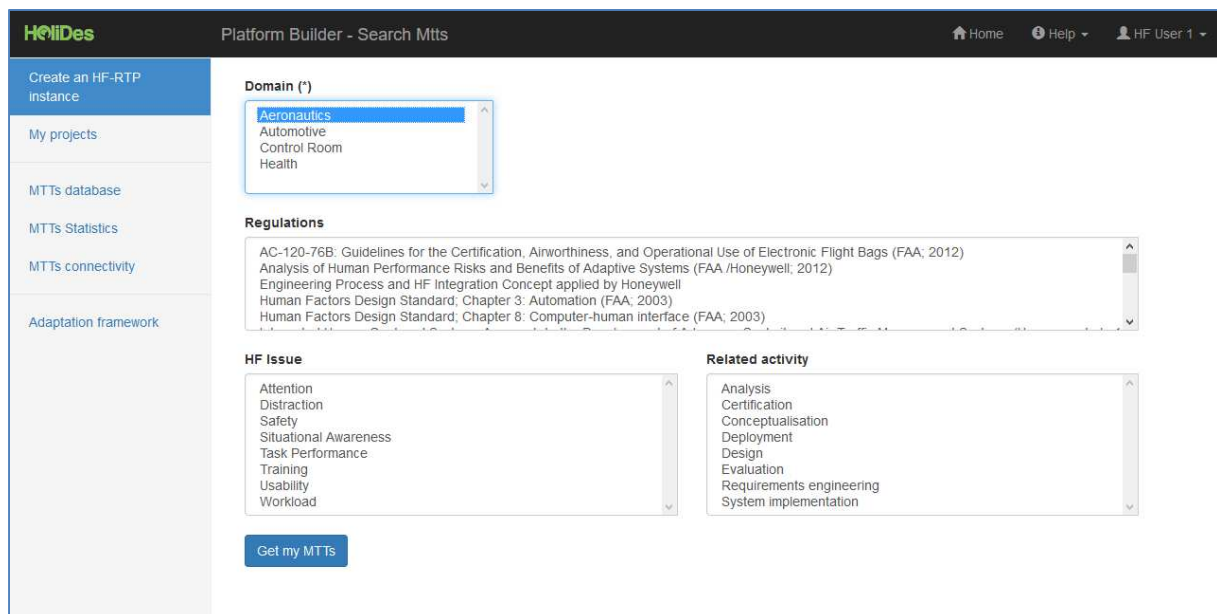 HoliDes
Platform Builder - Search Mtts
Home
Help
HF User 1
Create an HF-RTP
instance
My projects
MTTs database
MTTs Statistics
MTTs connectivity
Adaptation framework
Domain (*)
Aeronautics
Automotive
Control Room
Health
Regulations
AC-120-76B: Guidelines for the Certification, Airworthiness, and Operational Use of Electronic Flight Bags (FAA; 2012)
Analysis of Human Performance Risks and Benefits of Adaptive Systems (FAA /Honeywell; 2012)
Engineering Process and HF Integration Concept applied by Honeywell
Human Factors Design Standard; Chapter 3: Automation (FAA; 2003)
Human Factors Design Standard; Chapter 8: Computer-human interface (FAA; 2003)
HF Issue
Attention
Distraction
Safety
Situational Awareness
Task Performance
Training
Usability
Workload
Related activity
Analysis
Certification
Conceptualisation
Deployment
Design
Evaluation
Requirements engineering
System implementation
Get my MTTs